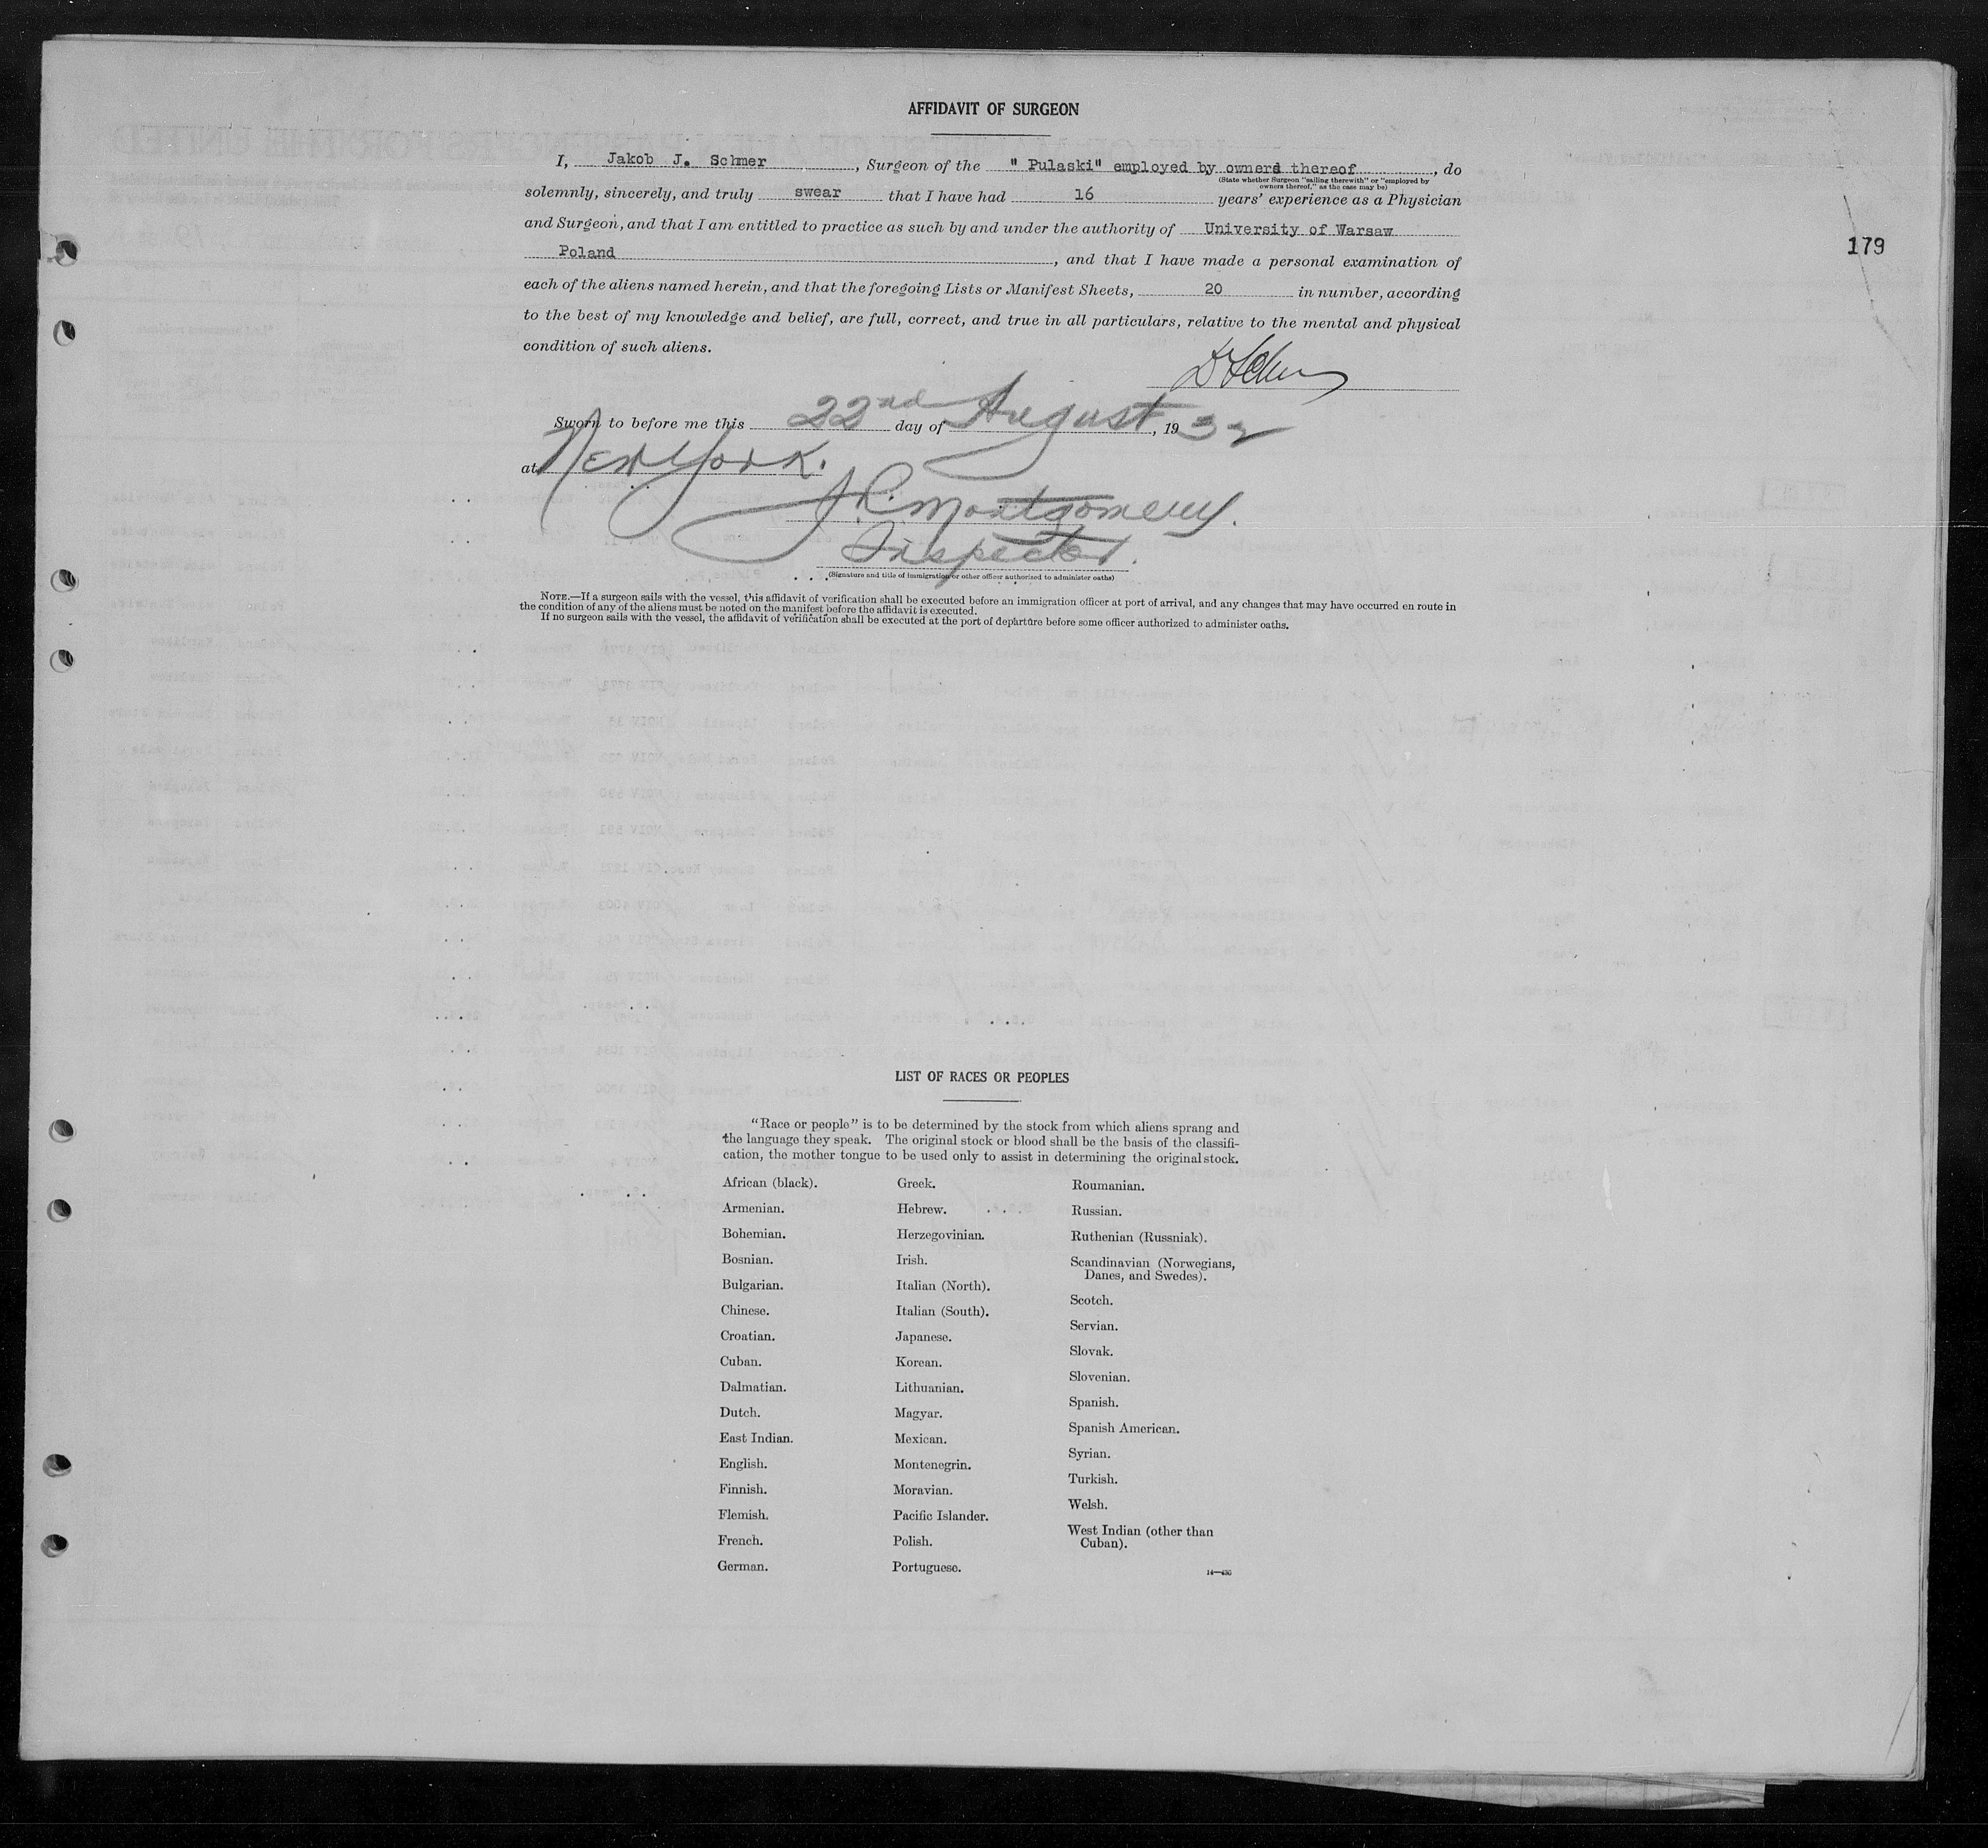 AFFIDAVIT OF SURGEON
I, Jakob J. Schmer, Surgeon of the "Pulaski" employed by owners thereof, do
(State whether Surgeon "sailing therewith" or "employed by
owners thereof," as the case may be)
solemnly, sincerely, and truly swear that I have had 16 years' experience as a Physician
and Surgeon, and that I am entitled to practice as such by and under the authority of University of Warsaw
Poland, and that I have made a personal examination of
179
each of the aliens named herein, and that the foregoing Lists or Manifest Sheets, 20 in number, according
to the best of my knowledge and belief, are full, correct, and true in all particulars, relative to the mental and physical
condition of such aliens.
Sworn to before me this 22nd day of August, 1932
at New York.
J.C. Montgomery.
Inspector.
(Signature and title of immigration or other officer authorized to administer oaths)
NOTE.—If a surgeon sails with the vessel, this affidavit of verification shall be executed before an immigration officer at port of arrival, and any changes that may have occurred en route in
the condition of any of the aliens must be noted on the manifest before the affidavit is executed.
If no surgeon sails with the vessel, the affidavit of verification shall be executed at the port of departure before some officer authorized to administer oaths.
LIST OF RACES OR PEOPLES
"Race or people" is to be determined by the stock from which aliens sprang and
the language they speak. The original stock or blood shall be the basis of the classifi-
cation, the mother tongue to be used only to assist in determining the original stock.
African (black).
Armenian.
Bohemian.
Bosnian.
Bulgarian.
Chinese.
Croatian.
Cuban.
Dalmatian.
Dutch.
East Indian.
English.
Finnish.
Flemish.
French.
German.
Greek.
Hebrew.
Herzegovinian.
Irish.
Italian (North).
Italian (South).
Japanese.
Korean.
Lithuanian.
Magyar.
Mexican.
Montenegrin.
Moravian.
Pacific Islander.
Polish.
Portuguese.
Roumanian.
Russian.
Ruthenian (Russniak).
Scandinavian (Norwegians,
Danes, and Swedes).
Scotch.
Servian.
Slovak.
Slovenian.
Spanish.
Spanish American.
Syrian.
Turkish.
Welsh.
West Indian (other than
Cuban).